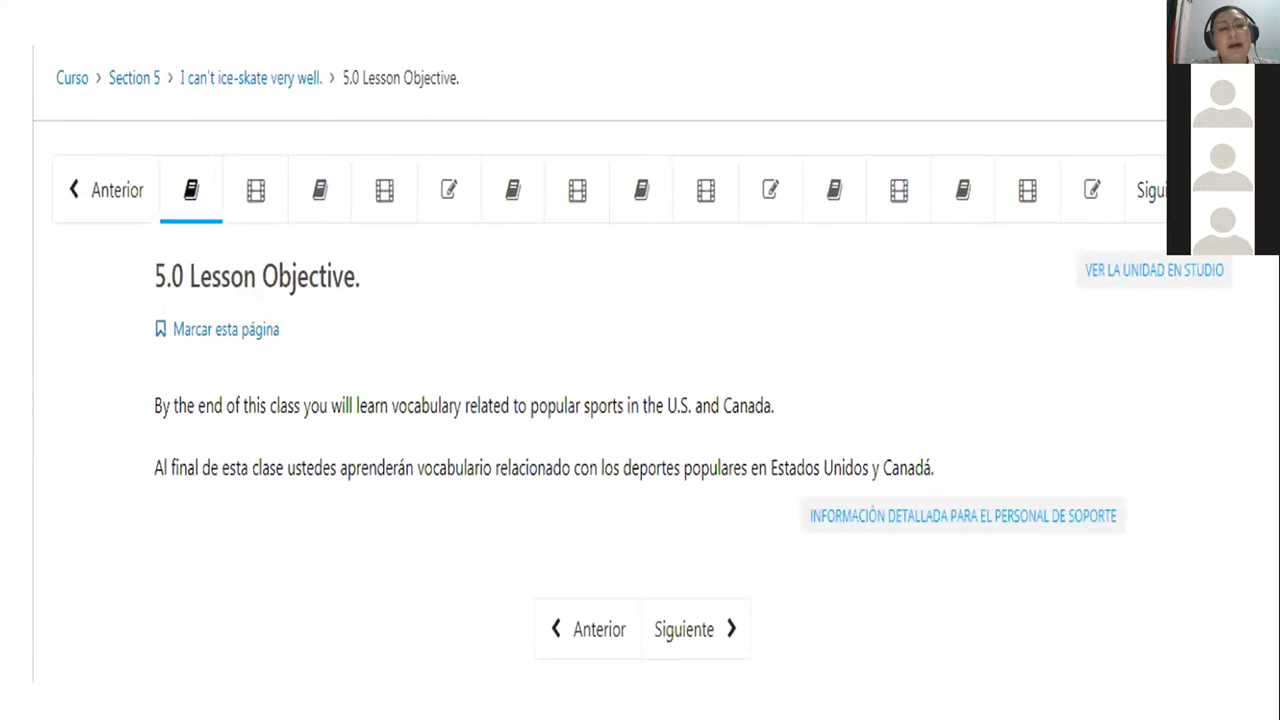 Curso > Section 5 > I can't ice-skate very well. > 5.0 Lesson Objective.
Anterior
Sigui
5.0 Lesson Objective.
VER LA UNIDAD EN STUDIO
Marcar esta página
By the end of this class you will learn vocabulary related to popular sports in the U.S. and Canada.
Al final de esta clase ustedes aprenderán vocabulario relacionado con los deportes populares en Estados Unidos y Canadá.
INFORMACIÓN DETALLADA PARA EL PERSONAL DE SOPORTE
Anterior Siguiente